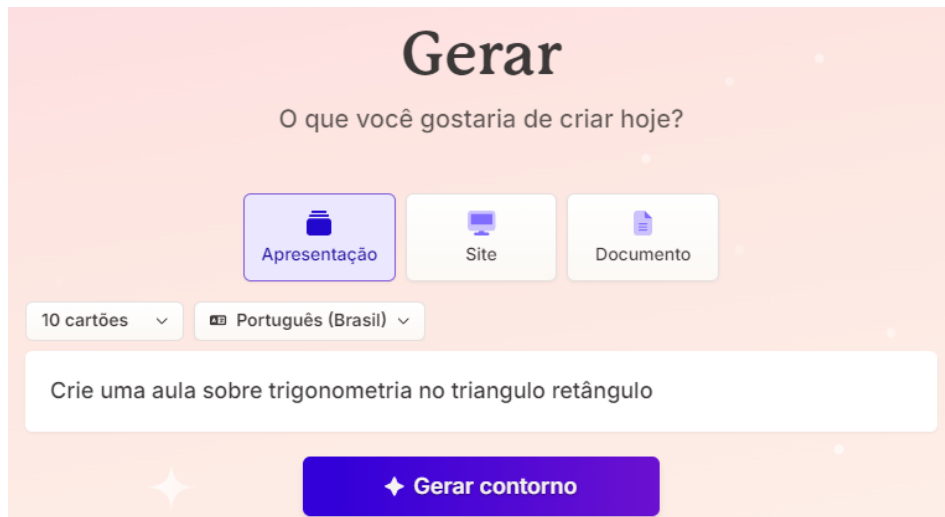 Gerar
O que você gostaria de criar hoje?
Apresentação
Site
Documento
10 cartões
Português (Brasil)
Crie uma aula sobre trigonometria no triangulo retângulo
Gerar contorno